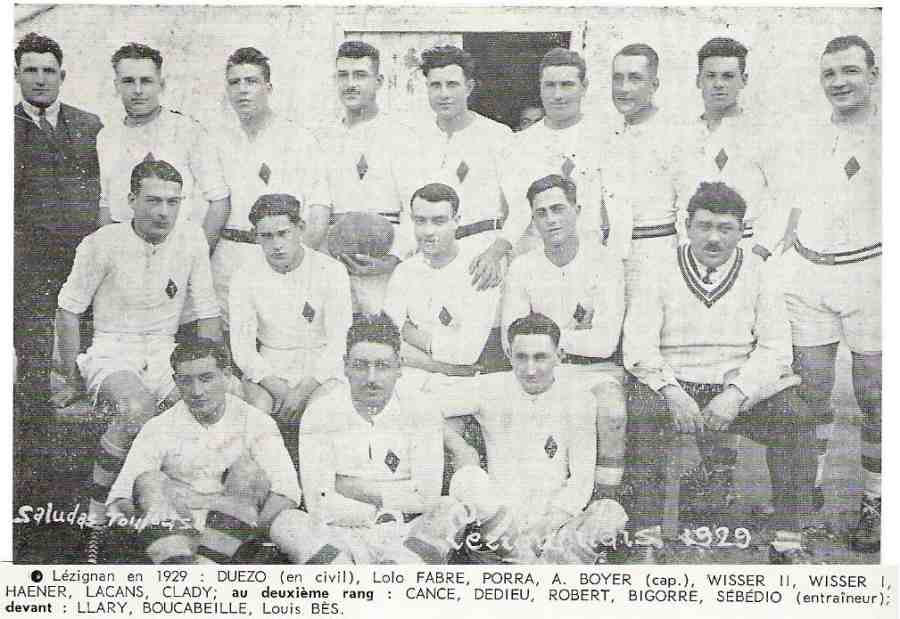 Saludas Toujours
Lézignanais 1929
Lézignan en 1929 : DUEZO (en civil), Lolo FABRE, PORRA, A. BOYER (cap.), WISSER II, WISSER I,
HAENER, LACANS, CLADY; au deuxième rang : CANCE, DEDIEU, ROBERT, BIGORRE, SÉBÉDIO (entraîneur);
devant : LLARY, BOUCABEILLE, Louis BÈS.